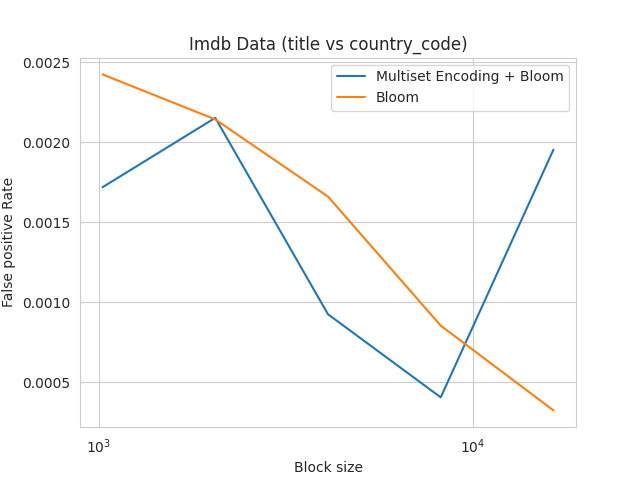 Imdb Data (title vs country_code)
Multiset Encoding + Bloom
Bloom
False positive Rate
0.0025
0.0020
0.0015
0.0010
0.0005
10³
10⁴
Block size